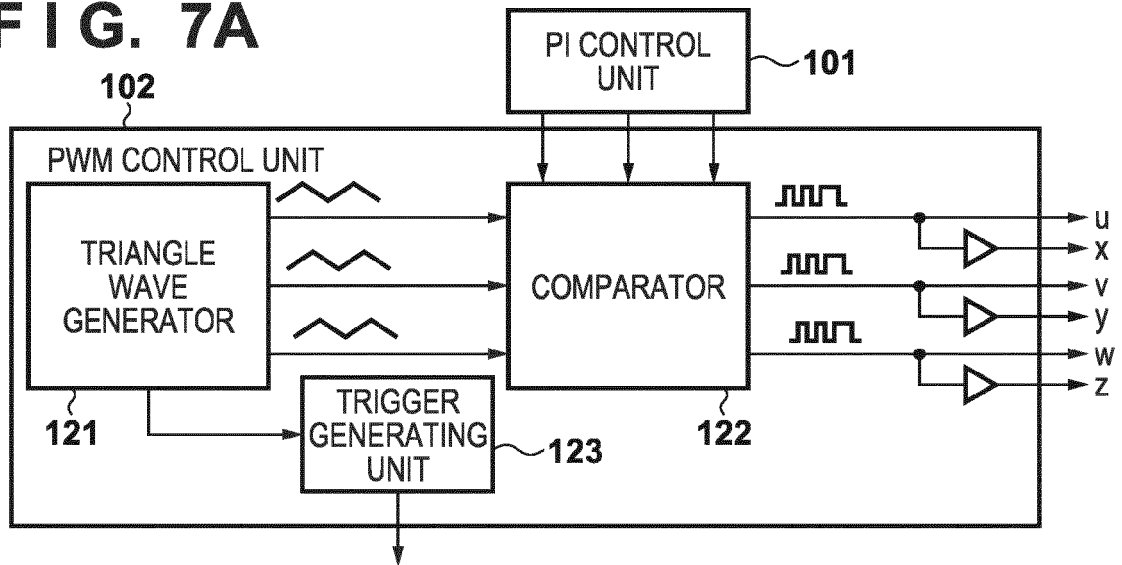 FIG. 7A
PI CONTROL
UNIT
101
102
PWM CONTROL UNIT
TRIANGLE
WAVE
GENERATOR
COMPARATOR
u
x
v
y
w
z
121
TRIGGER
GENERATING
UNIT
123
122